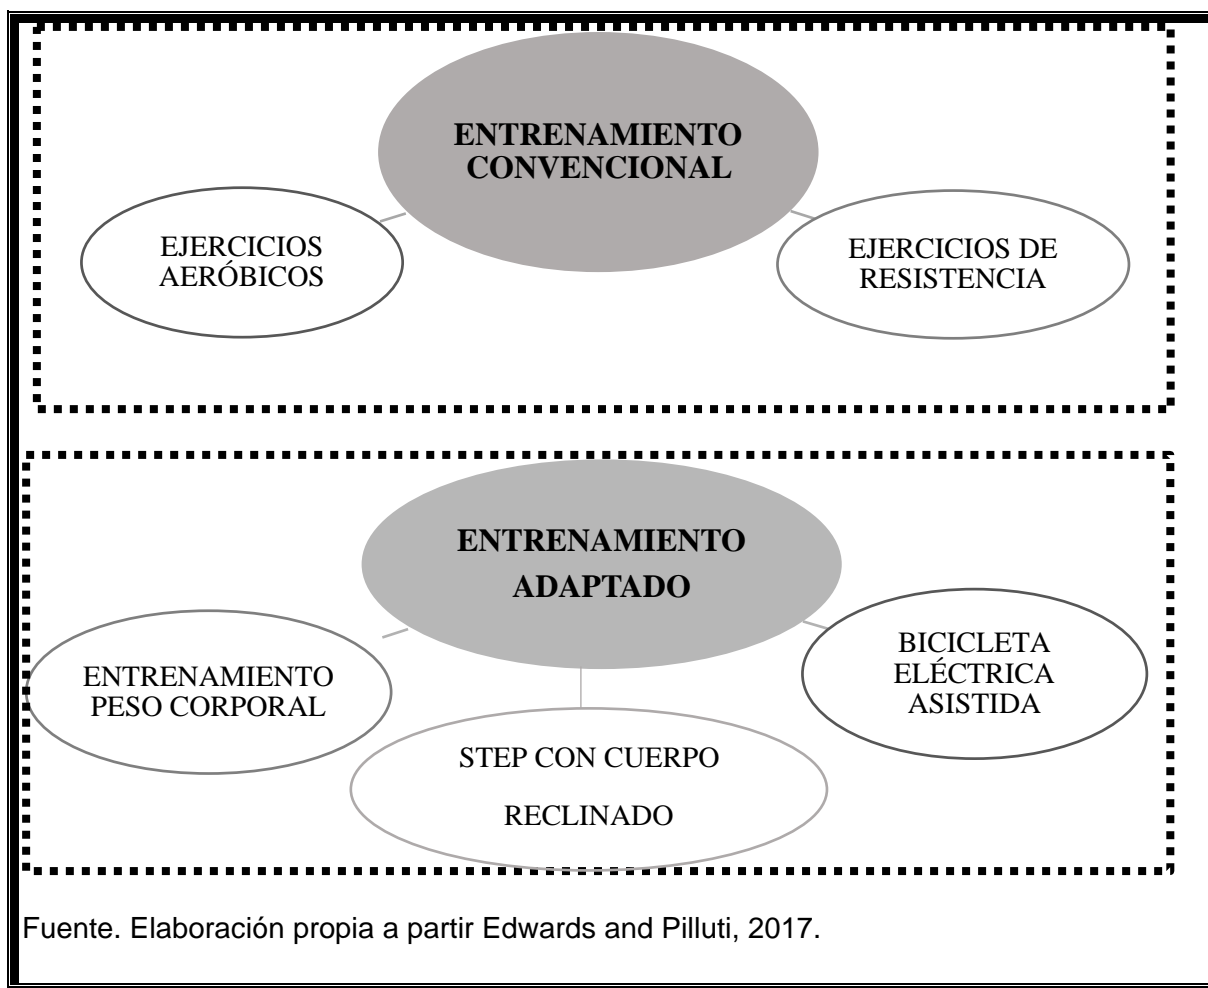 ENTRENAMIENTO
CONVENCIONAL
EJERCICIOS
AERÓBICOS
EJERCICIOS DE
RESISTENCIA
ENTRENAMIENTO
ADAPTADO
ENTRENAMIENTO
PESO CORPORAL
STEP CON CUERPO
RECLINADO
BICICLETA
ELÉCTRICA
ASISTIDA
Fuente. Elaboración propia a partir Edwards and Pilluti, 2017.